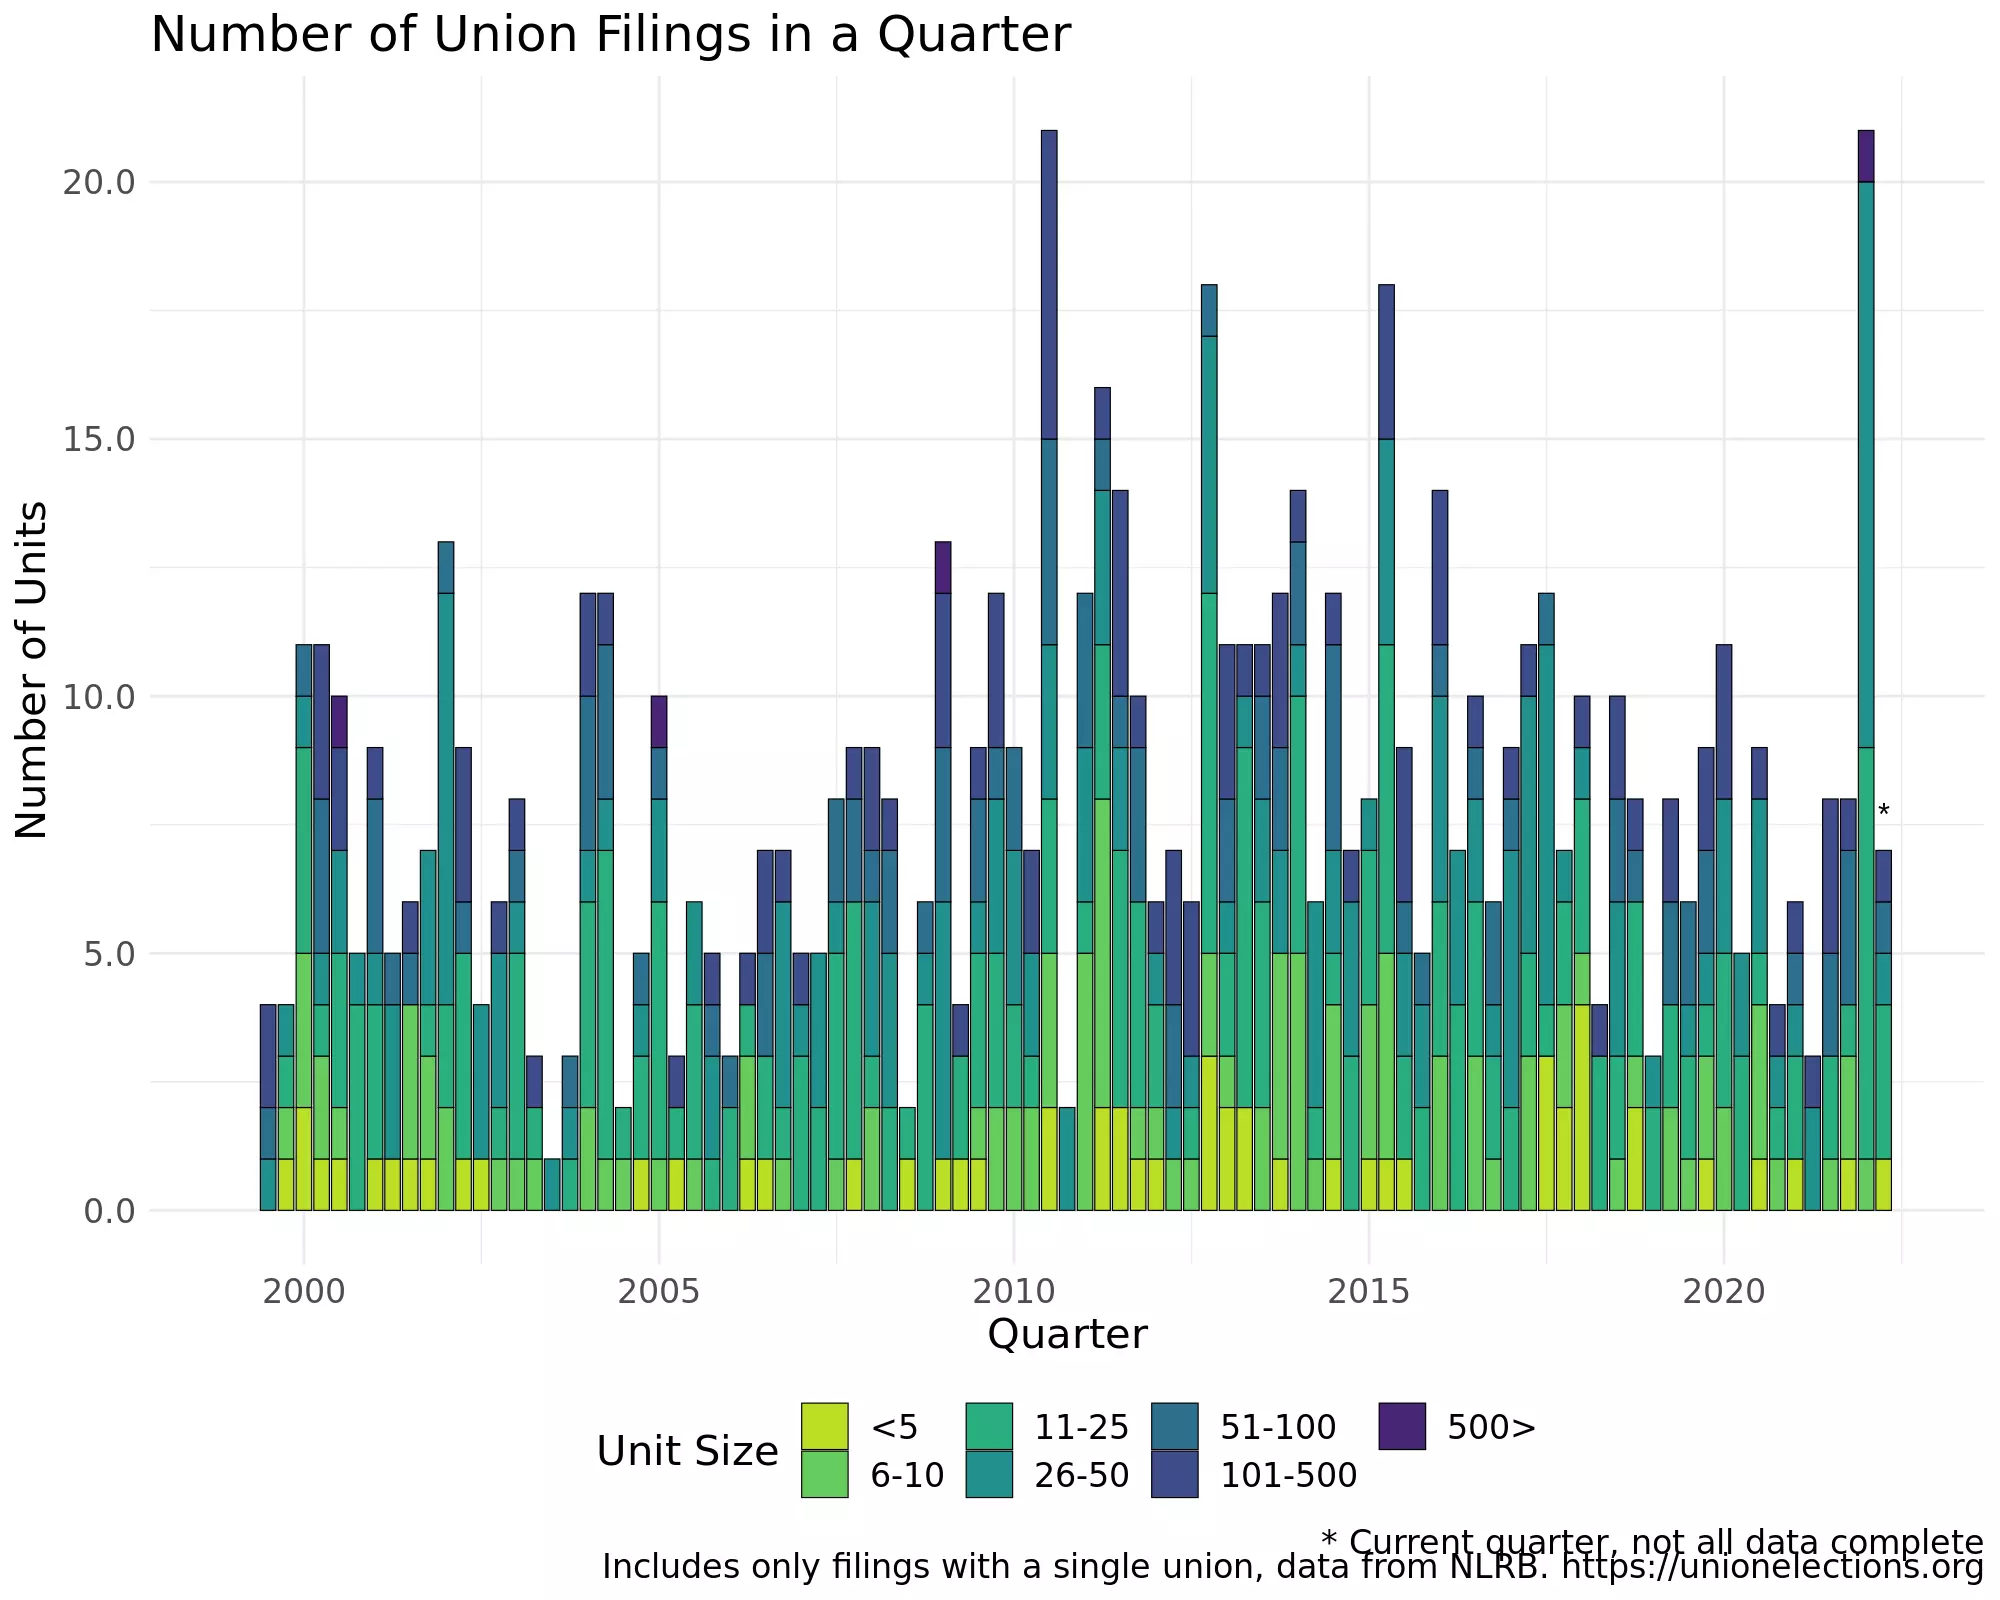 Number of Union Filings in a Quarter
Number of Units
20.0
15.0
10.0
5.0
0.0
*
2000 2005 2010 2015 2020
Quarter
Unit Size
<5 11-25 51-100 500>
6-10 26-50 101-500
* Current quarter, not all data complete
Includes only filings with a single union, data from NLRB. https://unionelections.org